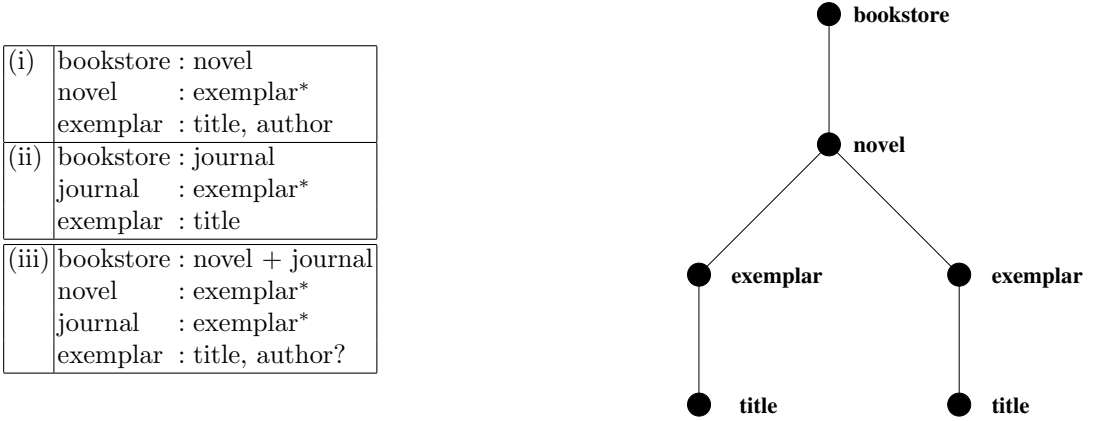 (i) bookstore : novel
novel : exemplar*
exemplar : title, author
(ii) bookstore : journal
journal : exemplar*
exemplar : title
(iii) bookstore : novel + journal
novel : exemplar*
journal : exemplar*
exemplar : title, author?
bookstore
novel
exemplar exemplar
title title